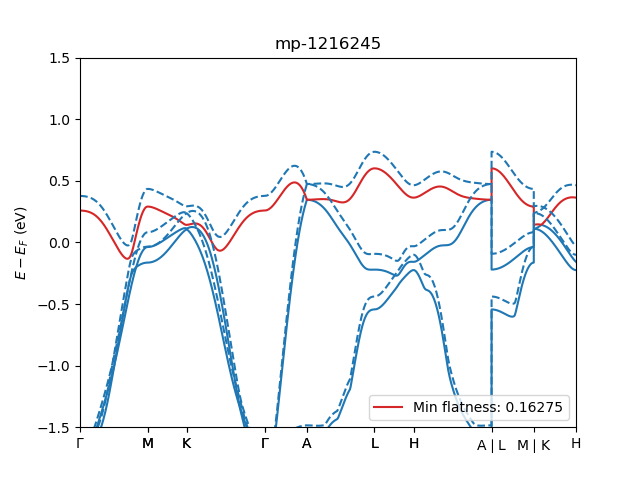 mp-1216245
1.5
1.0
0.5
0.0
−0.5
−1.0
−1.5
E − E_F (eV)
Min flatness: 0.16275
Γ M K Γ A L H A | L M | K H